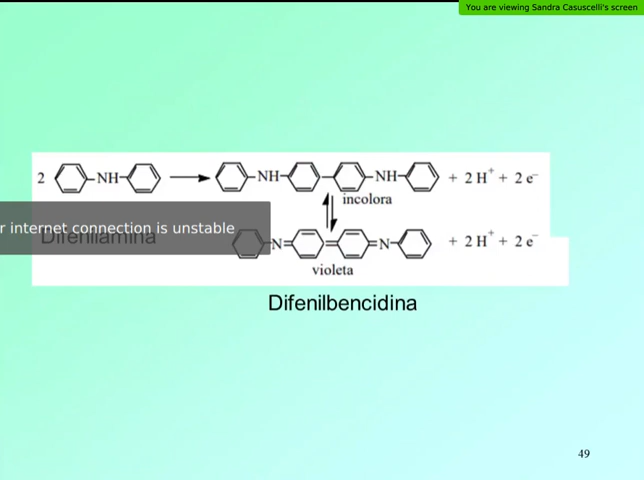 You are viewing Sandra Casuscelli's screen
2 NH NH NH + 2 H⁺ + 2 e⁻
incolora
r internet connection is unstable
Difenilamina
N N + 2 H⁺ + 2 e⁻
violeta
Difenilbencidina
49